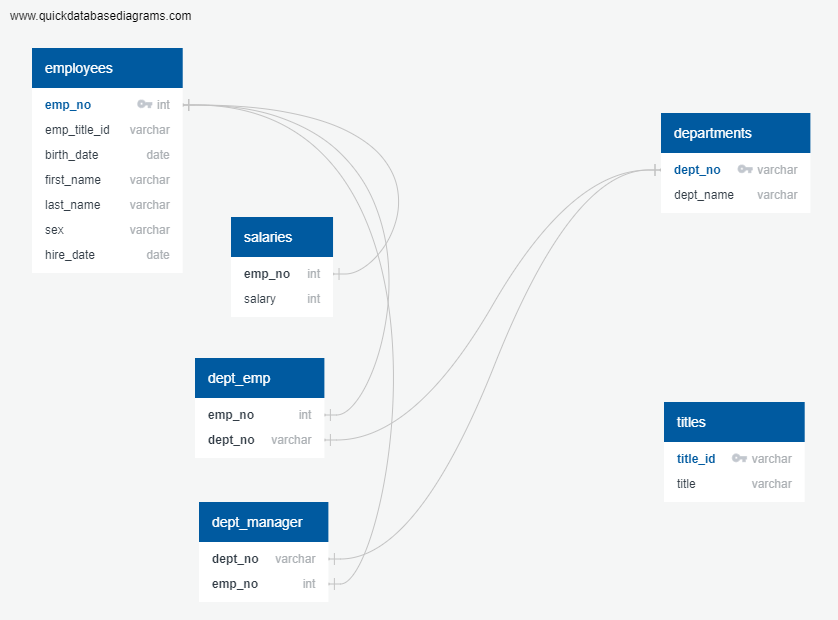 www.quickdatabasediagrams.com
employees
emp_no int
emp_title_id varchar
birth_date date
first_name varchar
last_name varchar
sex varchar
hire_date date
departments
dept_no varchar
dept_name varchar
salaries
emp_no int
salary int
dept_emp
emp_no int
dept_no varchar
titles
title_id varchar
title varchar
dept_manager
dept_no varchar
emp_no int